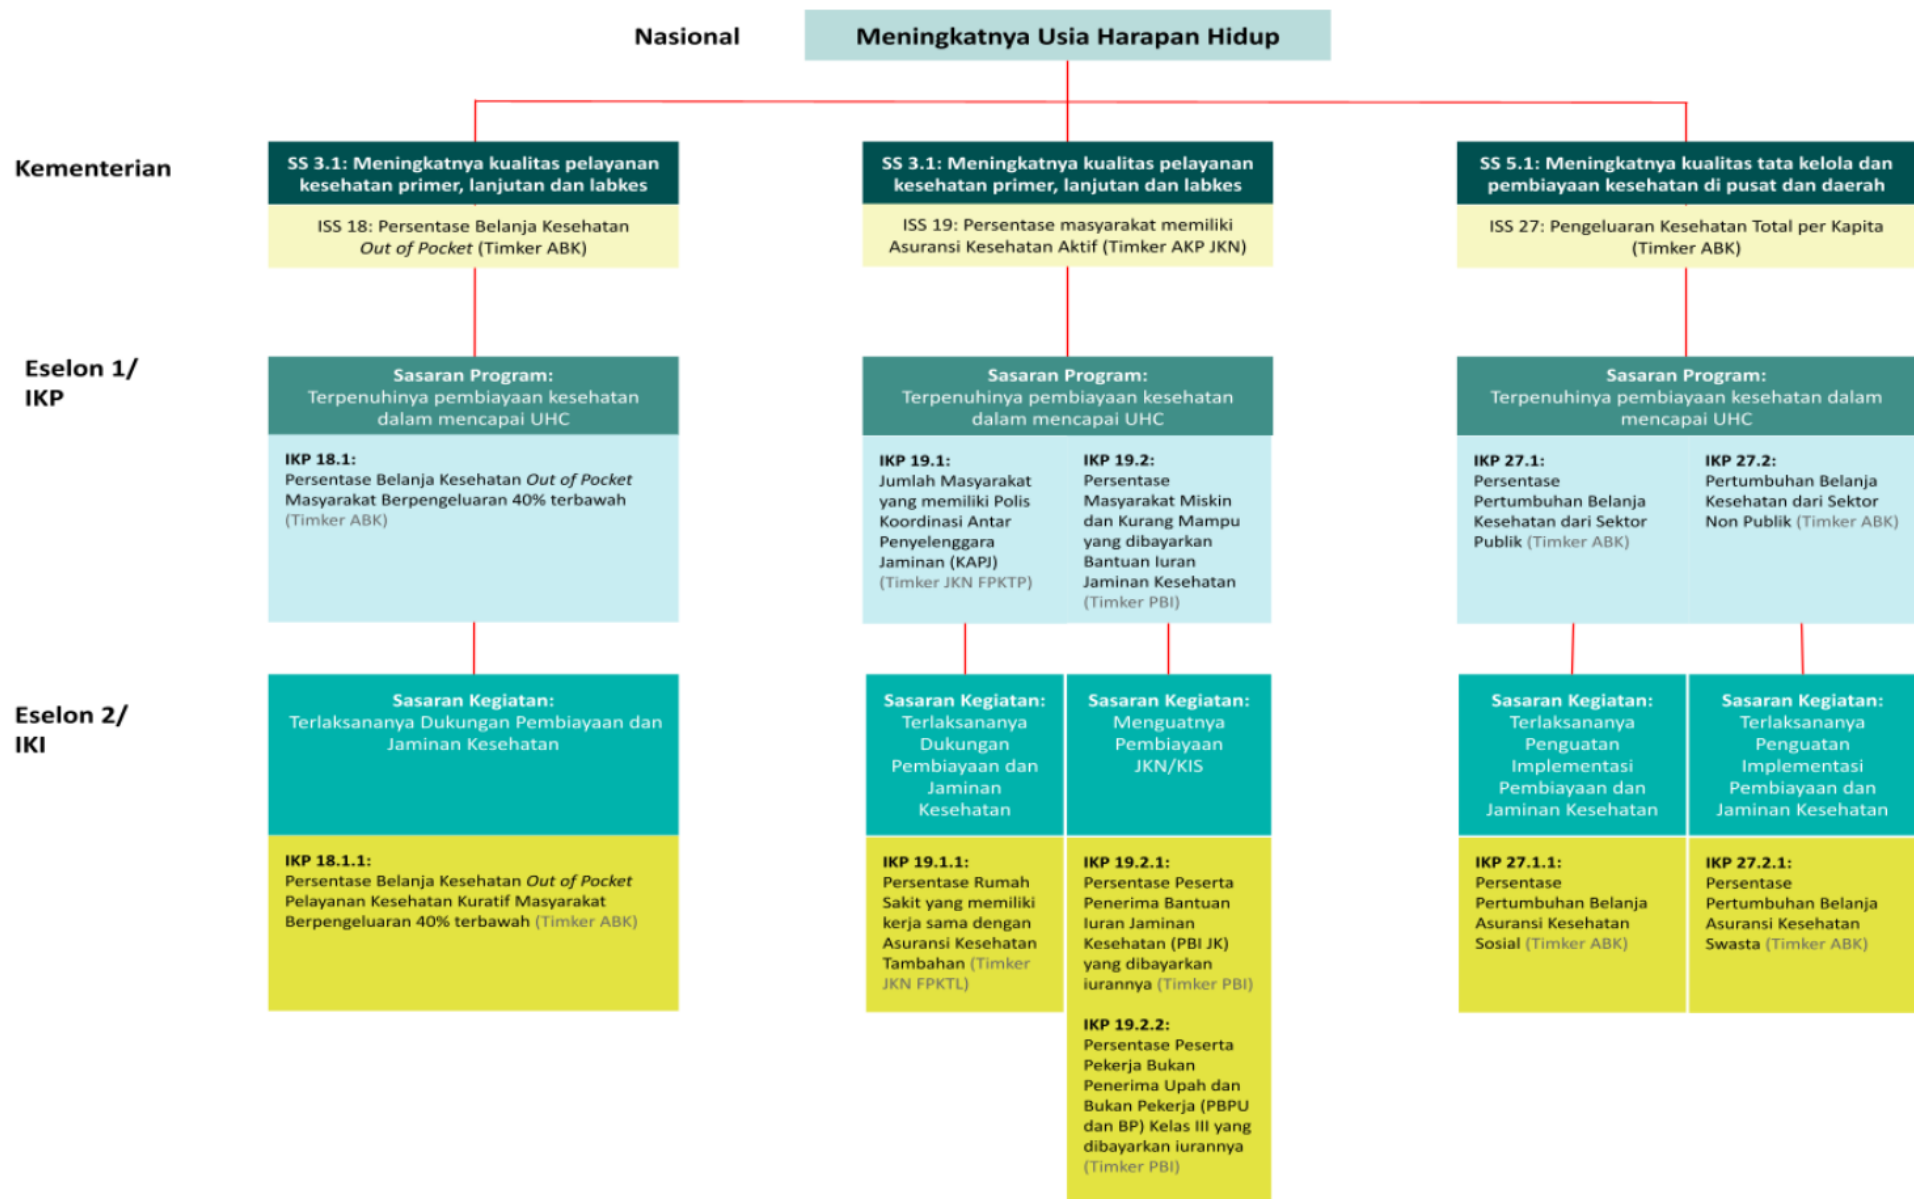 Nasional
Meningkatnya Usia Harapan Hidup
Kementerian
SS 3.1: Meningkatnya kualitas pelayanan
kesehatan primer, lanjutan dan labkes
ISS 18: Persentase Belanja Kesehatan
Out of Pocket (Timker ABK)
SS 3.1: Meningkatnya kualitas pelayanan
kesehatan primer, lanjutan dan labkes
ISS 19: Persentase masyarakat memiliki
Asuransi Kesehatan Aktif (Timker AKP JKN)
SS 5.1: Meningkatnya kualitas tata kelola dan
pembiayaan kesehatan di pusat dan daerah
ISS 27: Pengeluaran Kesehatan Total per Kapita
(Timker ABK)
Eselon 1/
IKP
Sasaran Program:
Terpenuhinya pembiayaan kesehatan
dalam mencapai UHC
IKP 18.1:
Persentase Belanja Kesehatan Out of Pocket
Masyarakat Berpengeluaran 40% terbawah
(Timker ABK)
Sasaran Program:
Terpenuhinya pembiayaan kesehatan
dalam mencapai UHC
IKP 19.1:
Jumlah Masyarakat
yang memiliki Polis
Koordinasi Antar
Penyelenggara
Jaminan (KAPJ)
(Timker JKN FPKTP)
IKP 19.2:
Persentase
Masyarakat Miskin
dan Kurang Mampu
yang dibayarkan
Bantuan Iuran
Jaminan Kesehatan
(Timker PBI)
Sasaran Program:
Terpenuhinya pembiayaan kesehatan dalam
mencapai UHC
IKP 27.1:
Persentase
Pertumbuhan Belanja
Kesehatan dari Sektor
Publik (Timker ABK)
IKP 27.2:
Pertumbuhan Belanja
Kesehatan dari Sektor
Non Publik (Timker ABK)
Eselon 2/
IKI
Sasaran Kegiatan:
Terlaksananya Dukungan Pembiayaan dan
Jaminan Kesehatan
IKP 18.1.1:
Persentase Belanja Kesehatan Out of Pocket
Pelayanan Kesehatan Kuratif Masyarakat
Berpengeluaran 40% terbawah (Timker ABK)
Sasaran Kegiatan:
Terlaksananya
Dukungan
Pembiayaan dan
Jaminan
Kesehatan
IKP 19.1.1:
Persentase Rumah
Sakit yang memiliki
kerja sama dengan
Asuransi Kesehatan
Tambahan (Timker
JKN FPKTL)
Sasaran Kegiatan:
Menguatnya
Pembiayaan
JKN/KIS
IKP 19.2.1:
Persentase Peserta
Penerima Bantuan
Iuran Jaminan
Kesehatan (PBI JK)
yang dibayarkan
iurannya (Timker PBI)
IKP 19.2.2:
Persentase Peserta
Pekerja Bukan
Penerima Upah dan
Bukan Pekerja (PBPU
dan BP) Kelas III yang
dibayarkan iurannya
(Timker PBI)
Sasaran Kegiatan:
Terlaksananya
Penguatan
Implementasi
Pembiayaan dan
Jaminan Kesehatan
IKP 27.1.1:
Persentase
Pertumbuhan Belanja
Asuransi Kesehatan
Sosial (Timker ABK)
Sasaran Kegiatan:
Terlaksananya
Penguatan
Implementasi
Pembiayaan dan
Jaminan Kesehatan
IKP 27.2.1:
Persentase
Pertumbuhan Belanja
Asuransi Kesehatan
Swasta (Timker ABK)